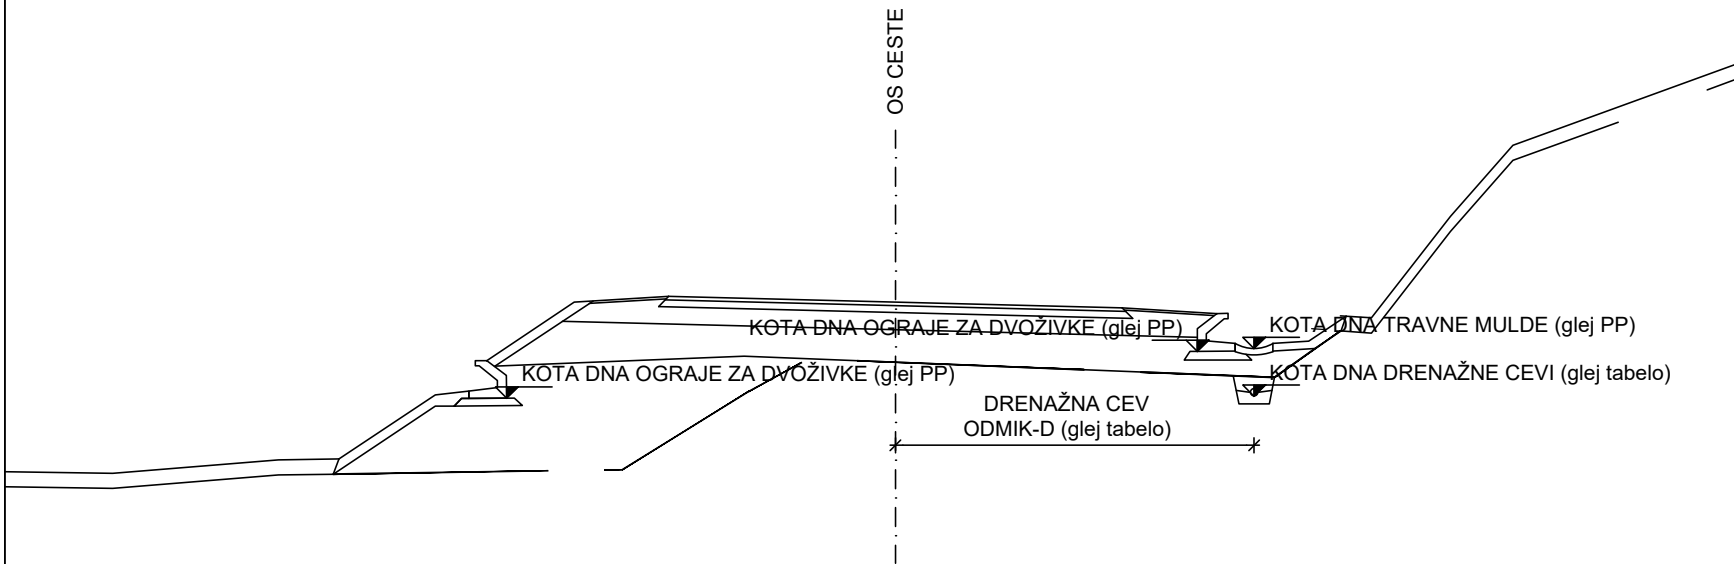 OS CESTE
KOTA DNA OGRAJE ZA DVOŽIVKE (glej PP)
KOTA DNA TRAVNE MULDE (glej PP)
KOTA DNA OGRAJE ZA DVOŽIVKE (glej PP)
KOTA DNA DRENAŽNE CEVI (glej tabelo)
DRENAŽNA CEV
ODMIK-D (glej tabelo)